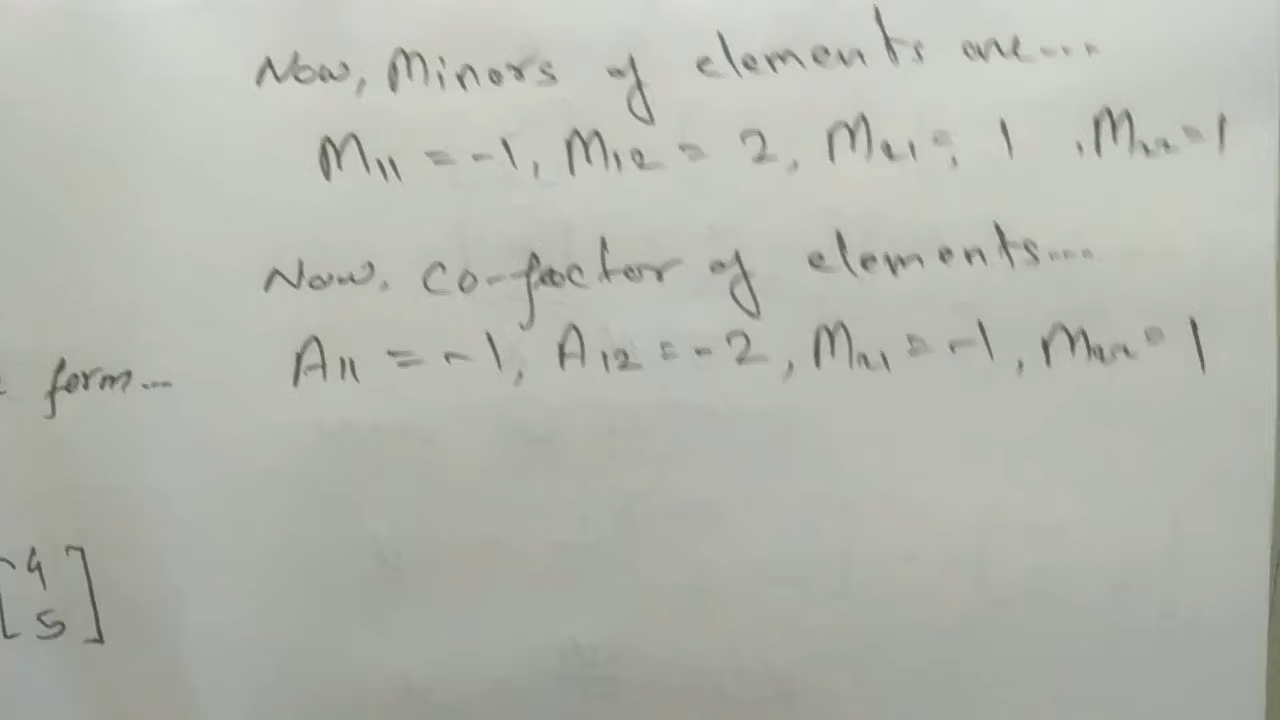 Now, Minors of elements are...
M11 = -1, M12 = 2, M21 = 1, M22 = 1
Now, co-factor of elements...
A11 = -1, A12 = -2, M21 = -1, M22 = 1
form...
4
5